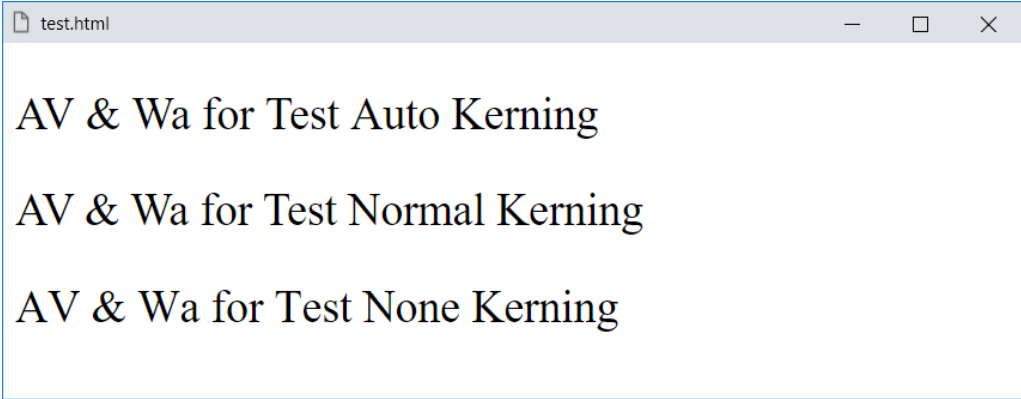 test.html
AV & Wa for Test Auto Kerning
AV & Wa for Test Normal Kerning
AV & Wa for Test None Kerning